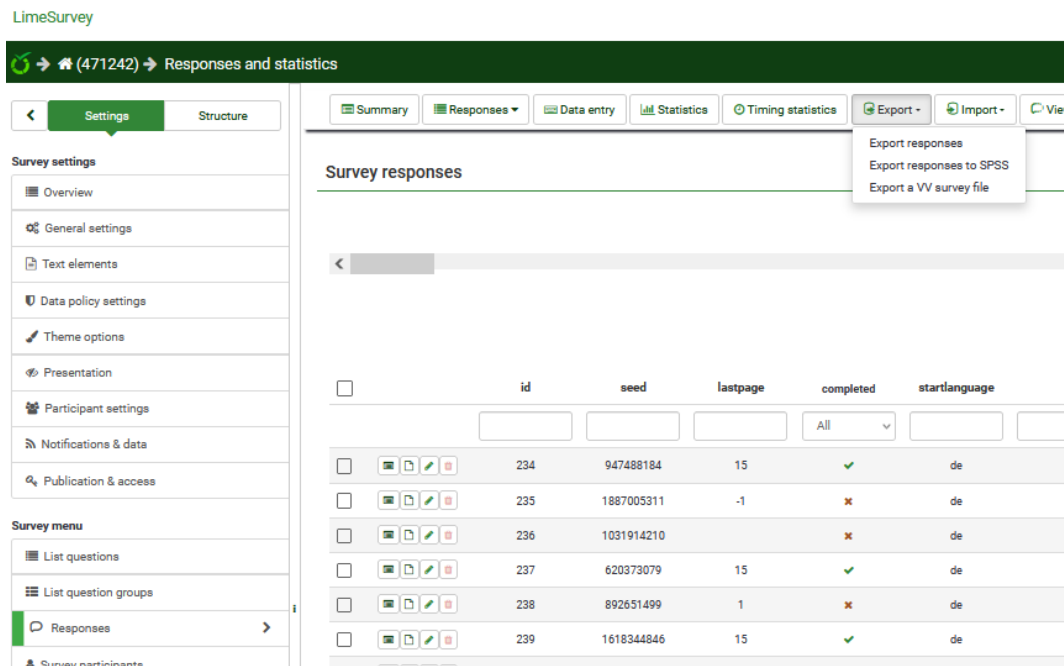 LimeSurvey
(471242) Responses and statistics
Settings Structure
Survey settings
Overview
General settings
Text elements
Data policy settings
Theme options
Presentation
Participant settings
Notifications & data
Publication & access
Survey menu
List questions
List question groups
Responses
Survey participants
Summary Responses Data entry Statistics Timing statistics Export Import Vie
Export responses
Export responses to SPSS
Export a VV survey file
Survey responses
id seed lastpage completed startlanguage
All
234 947488184 15 de
235 1887005311 -1 de
236 1031914210 de
237 620373079 15 de
238 892651499 1 de
239 1618344846 15 de